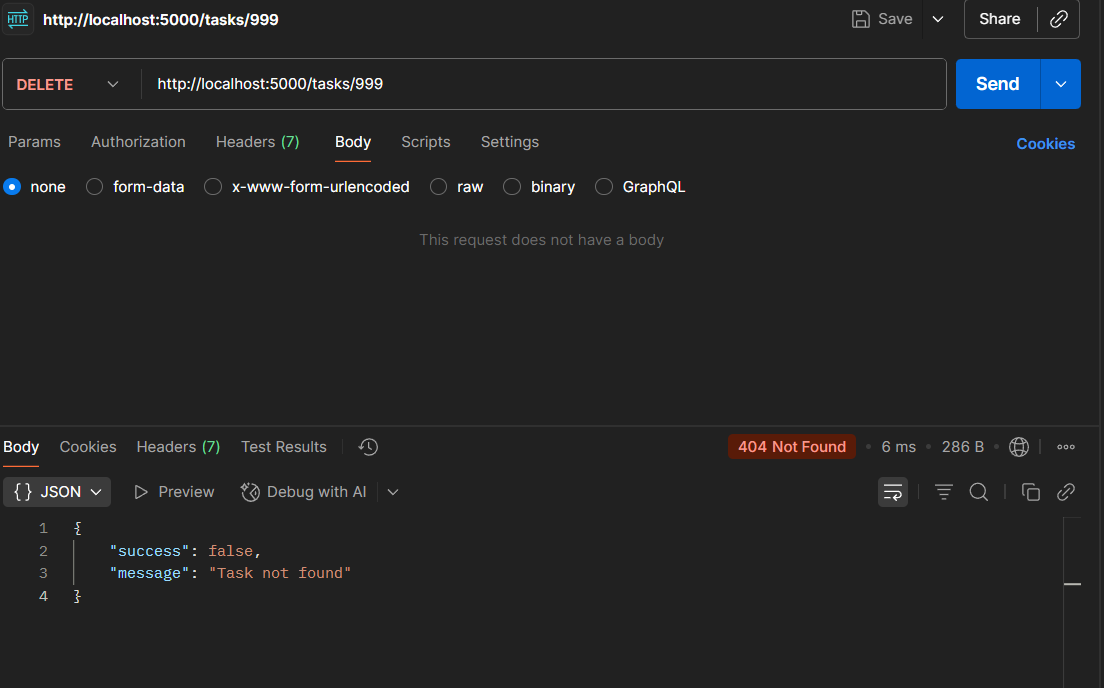 HTTP http://localhost:5000/tasks/999 Save Share
DELETE http://localhost:5000/tasks/999 Send
Params Authorization Headers (7) Body Scripts Settings Cookies
none form-data x-www-form-urlencoded raw binary GraphQL
This request does not have a body
Body Cookies Headers (7) Test Results 404 Not Found • 6 ms • 286 B •
{} JSON Preview Debug with AI
1 {
2 "success": false,
3 "message": "Task not found"
4 }